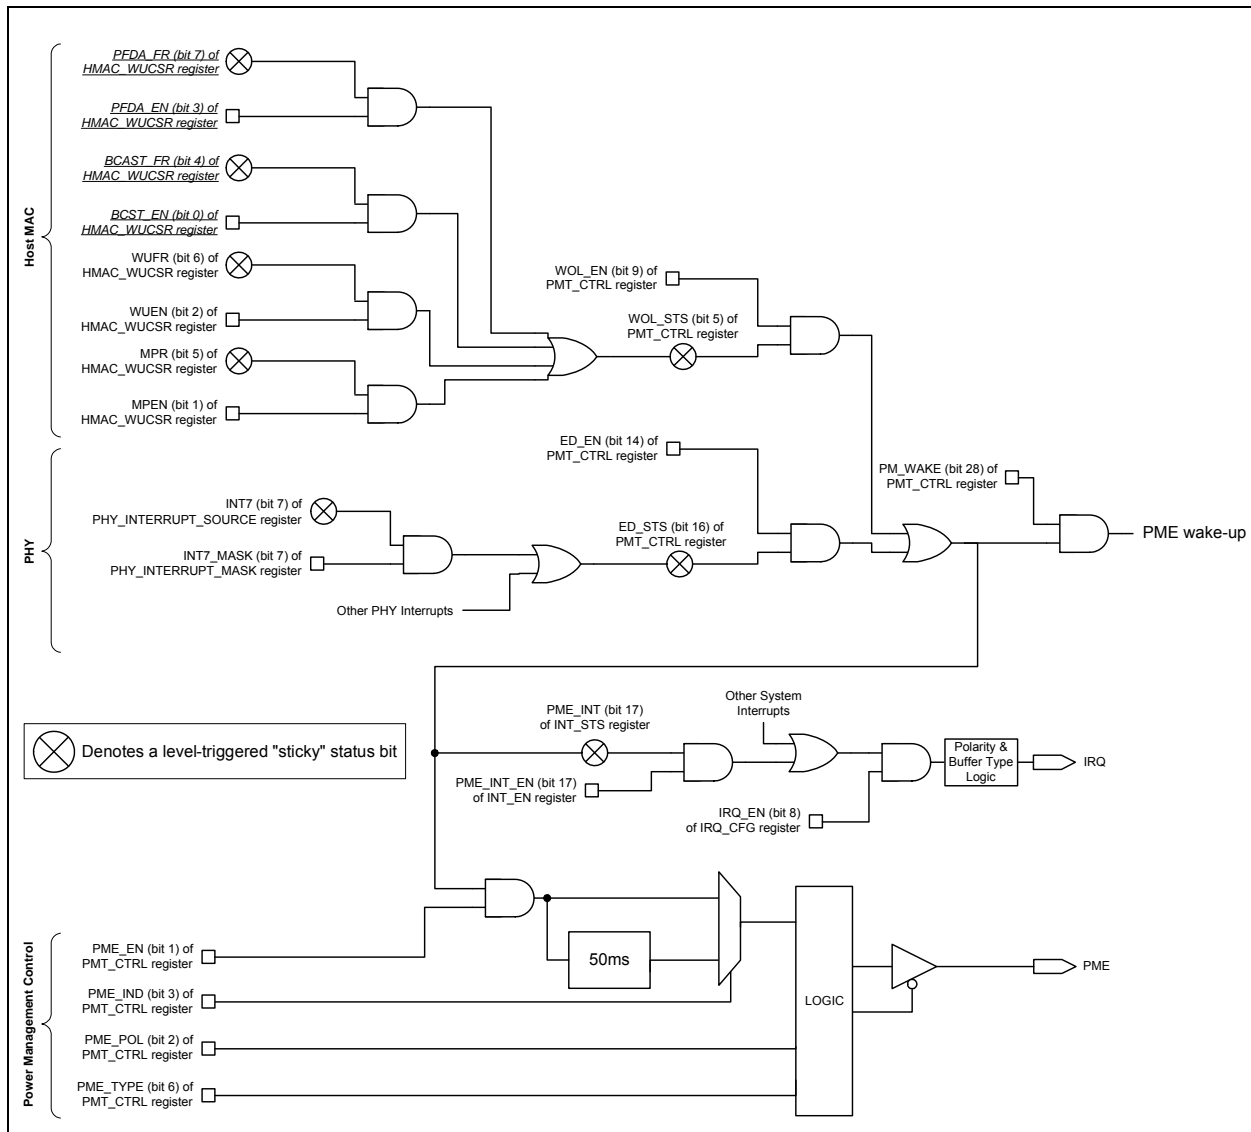 Host MAC
PFDA_FR (bit 7) of
HMAC_WUCSR register
PFDA_EN (bit 3) of
HMAC_WUCSR register
BCAST_FR (bit 4) of
HMAC_WUCSR register
BCST_EN (bit 0) of
HMAC_WUCSR register
WUFR (bit 6) of
HMAC_WUCSR register
WUEN (bit 2) of
HMAC_WUCSR register
MPR (bit 5) of
HMAC_WUCSR register
MPEN (bit 1) of
HMAC_WUCSR register
WOL_EN (bit 9) of
PMT_CTRL register
WOL_STS (bit 5) of
PMT_CTRL register
PHY
INT7 (bit 7) of
PHY_INTERRUPT_SOURCE register
INT7_MASK (bit 7) of
PHY_INTERRUPT_MASK register
Other PHY Interrupts
ED_EN (bit 14) of
PMT_CTRL register
ED_STS (bit 16) of
PMT_CTRL register
PM_WAKE (bit 28) of
PMT_CTRL register
PME wake-up
Denotes a level-triggered "sticky" status bit
PME_INT (bit 17)
of INT_STS register
PME_INT_EN (bit 17)
of INT_EN register
Other System
Interrupts
IRQ_EN (bit 8)
of IRQ_CFG register
Polarity &
Buffer Type
Logic
IRQ
Power Management Control
PME_EN (bit 1) of
PMT_CTRL register
PME_IND (bit 3) of
PMT_CTRL register
PME_POL (bit 2) of
PMT_CTRL register
PME_TYPE (bit 6) of
PMT_CTRL register
50ms
LOGIC
PME